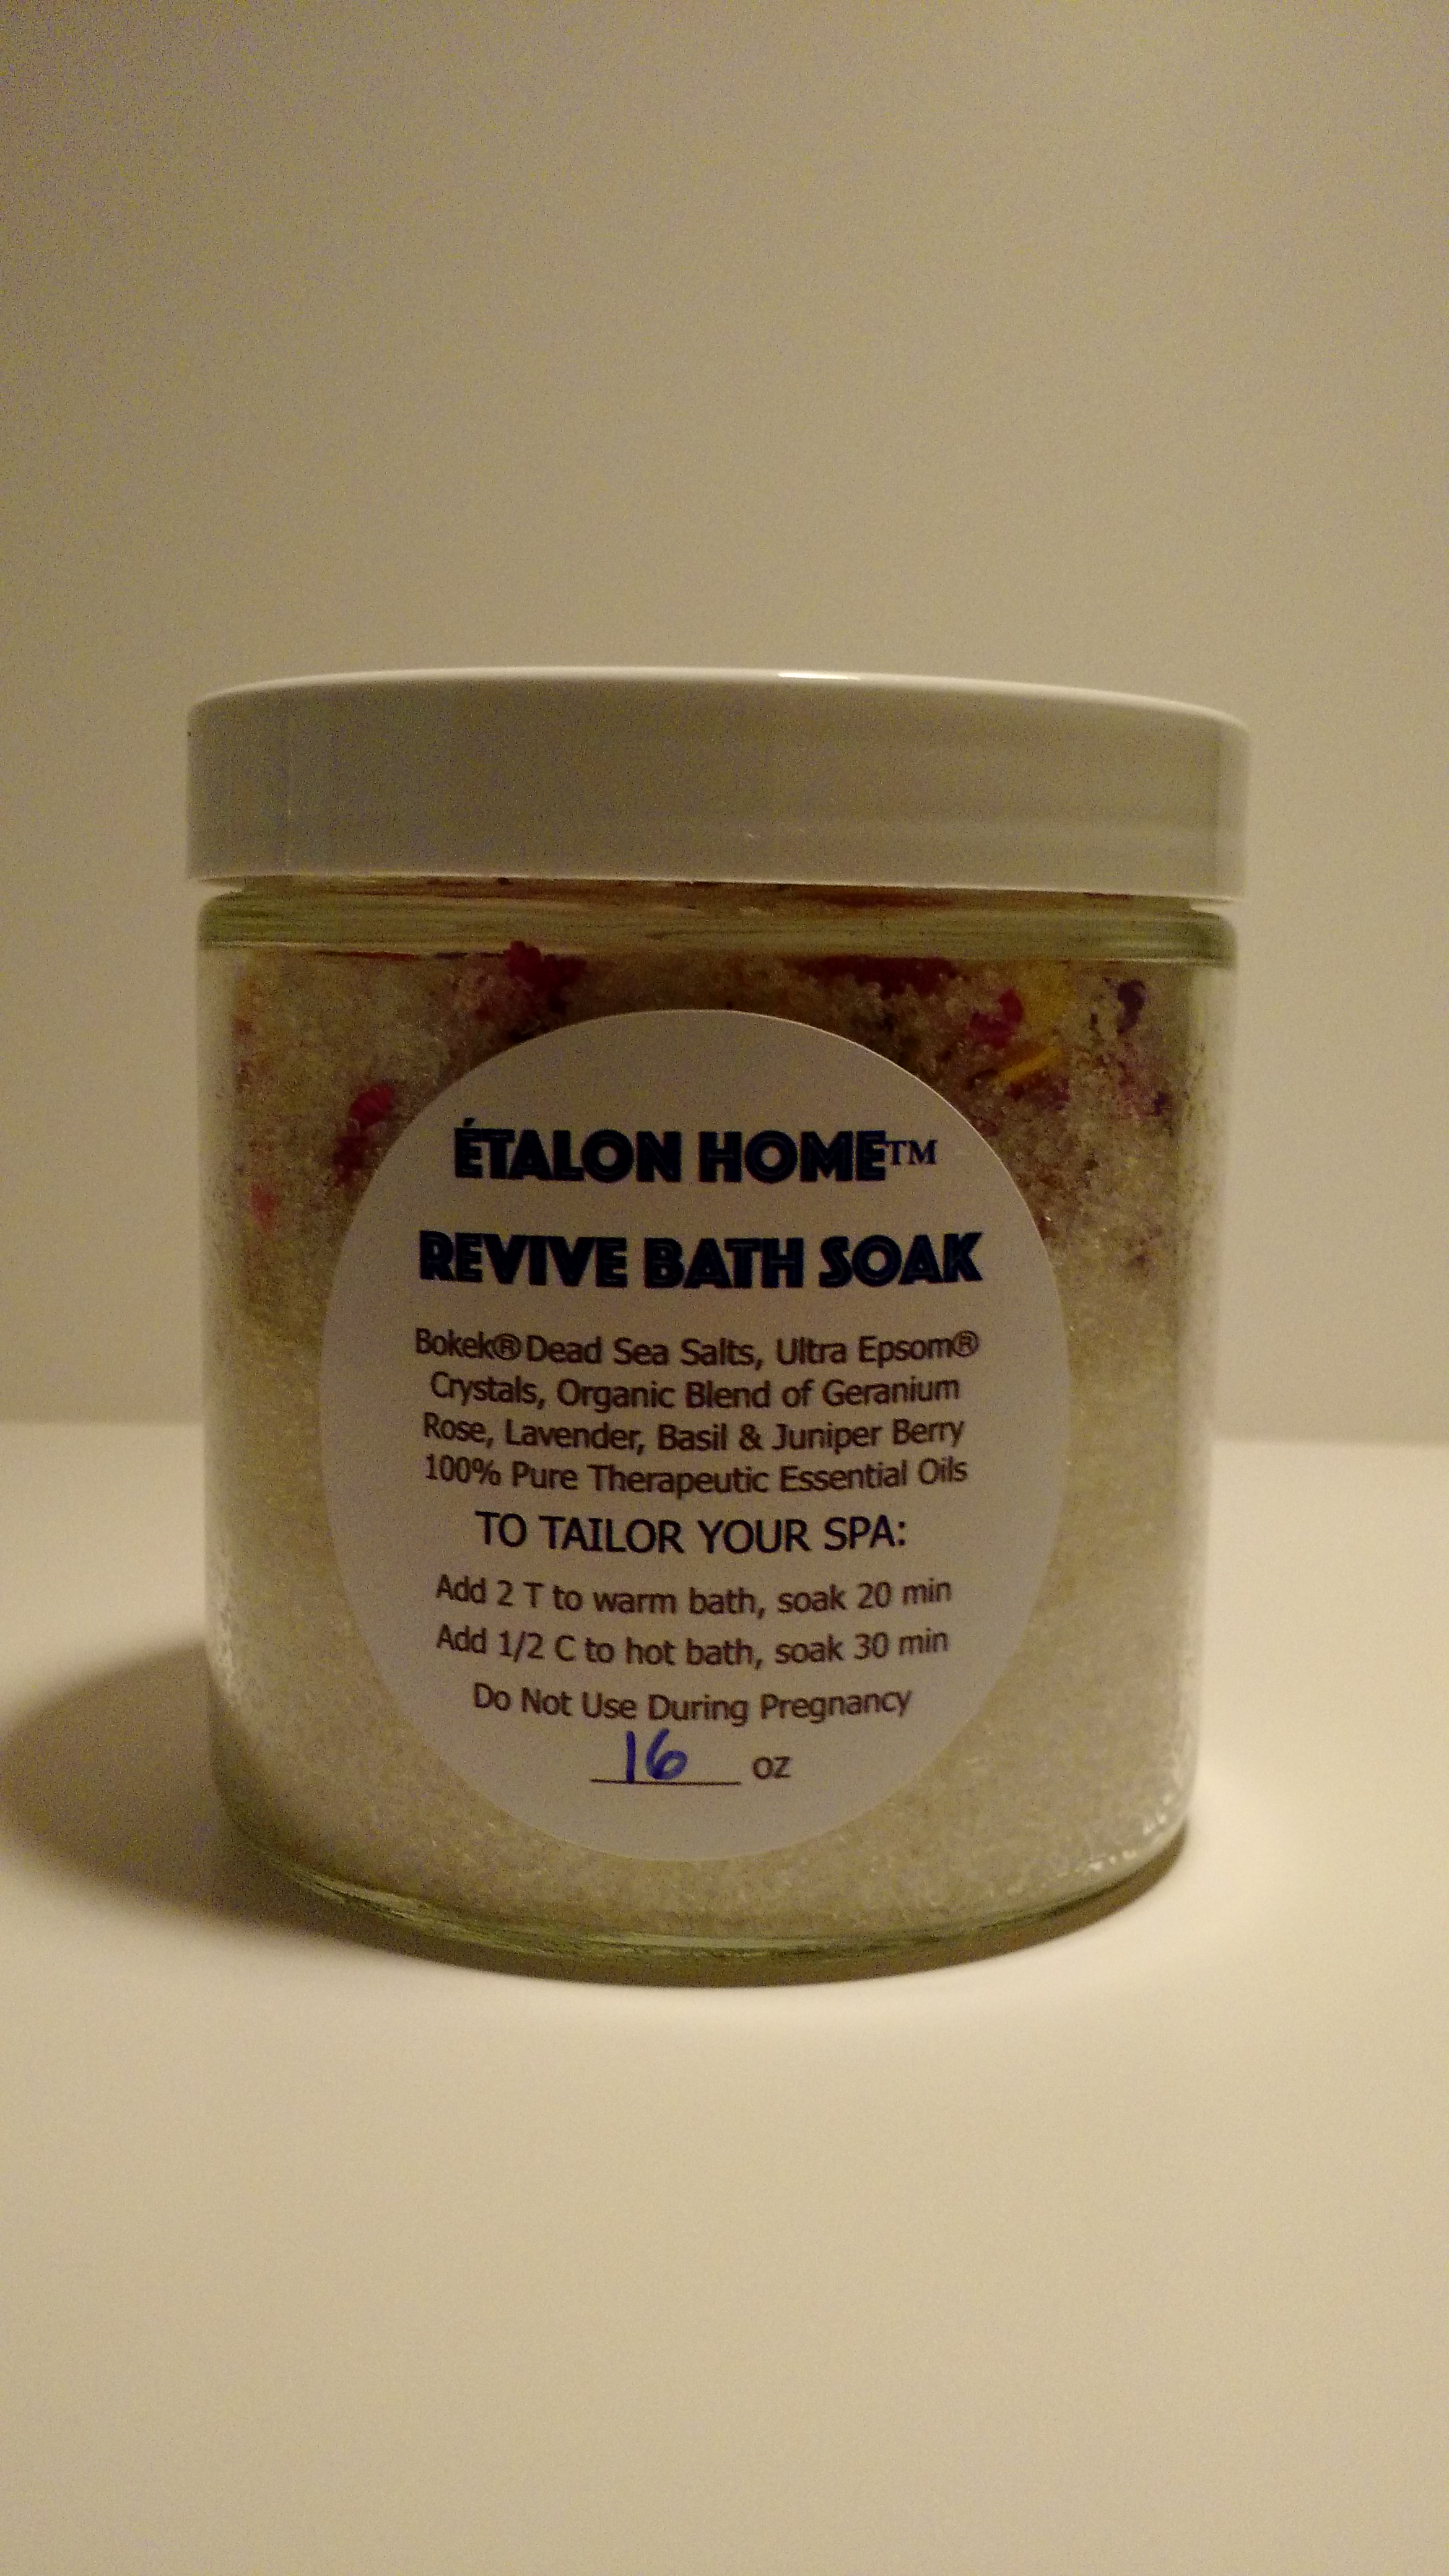 ÉTALON HOME™
REVIVE BATH SOAK
Bokek® Dead Sea Salts, Ultra Epsom®
Crystals, Organic Blend of Geranium
Rose, Lavender, Basil & Juniper Berry
100% Pure Therapeutic Essential Oils
TO TAILOR YOUR SPA:
Add 2 T to warm bath, soak 20 min
Add 1/2 C to hot bath, soak 30 min
Do Not Use During Pregnancy
16 oz